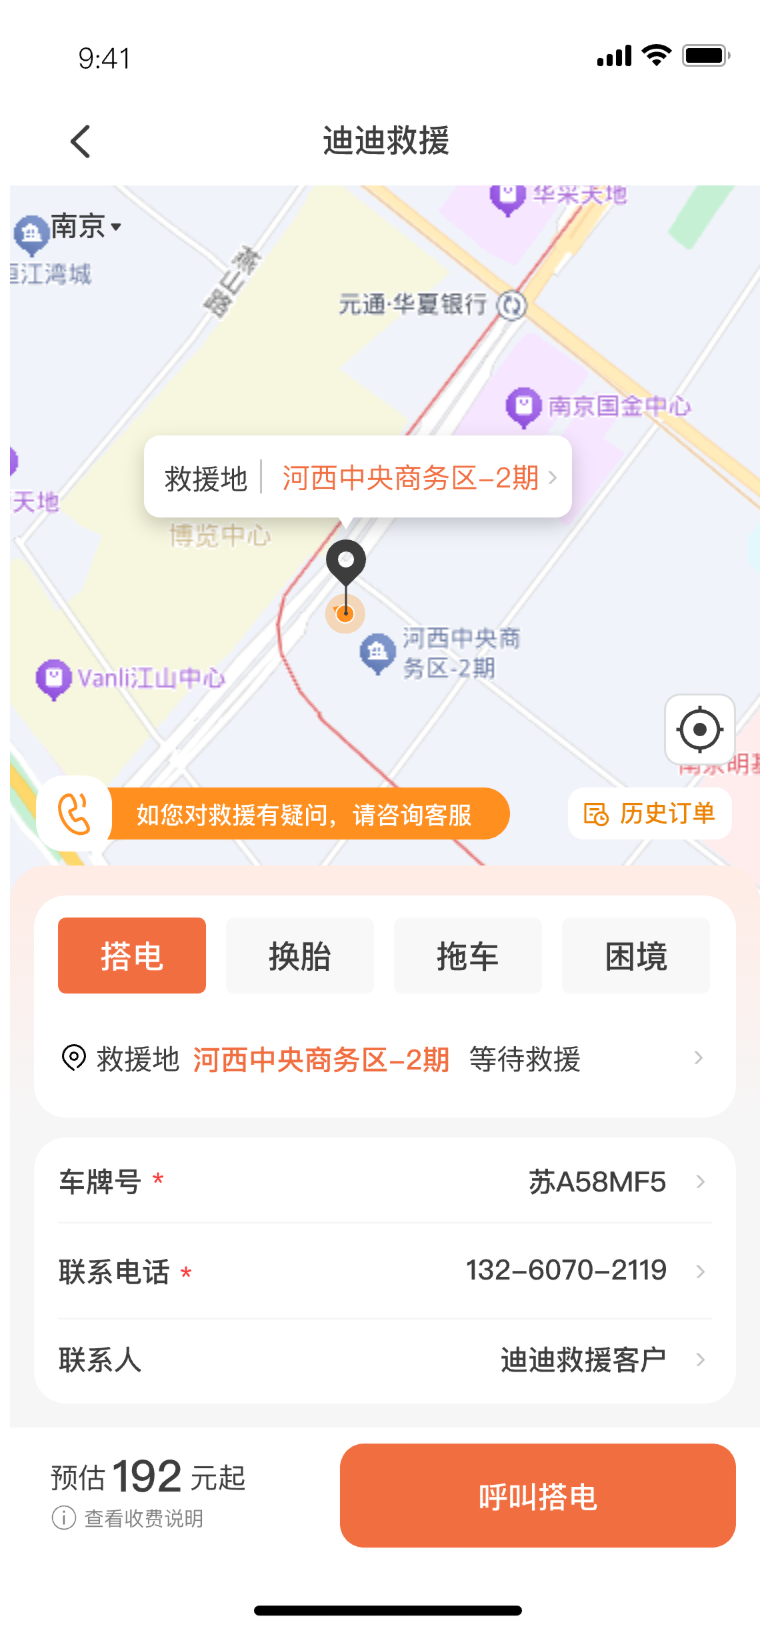 9:41
迪迪救援
华采天地
南京
江湾城
燕山路
元通·华夏银行
南京国金中心
救援地 河西中央商务区-2期
天地
博览中心
河西中央商
务区-2期
Vanli江山中心
南京明基
如您对救援有疑问，请咨询客服
历史订单
搭电 换胎 拖车 困境
救援地 河西中央商务区-2期 等待救援
车牌号 * 苏A58MF5
联系电话 * 132-6070-2119
联系人 迪迪救援客户
预估 192 元起
查看收费说明
呼叫搭电